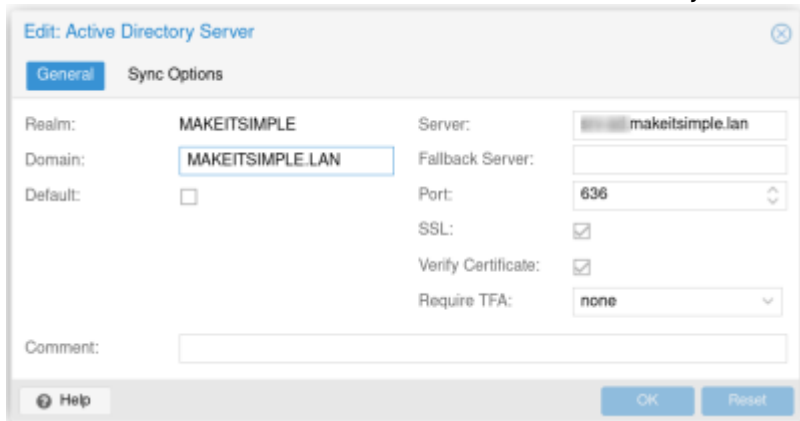 Edit: Active Directory Server
General Sync Options
Realm: MAKEITSIMPLE Server: makeitsimple.lan
Domain: MAKEITSIMPLE.LAN Fallback Server:
Default: Port: 636
SSL:
Verify Certificate:
Require TFA: none
Comment:
Help OK Reset